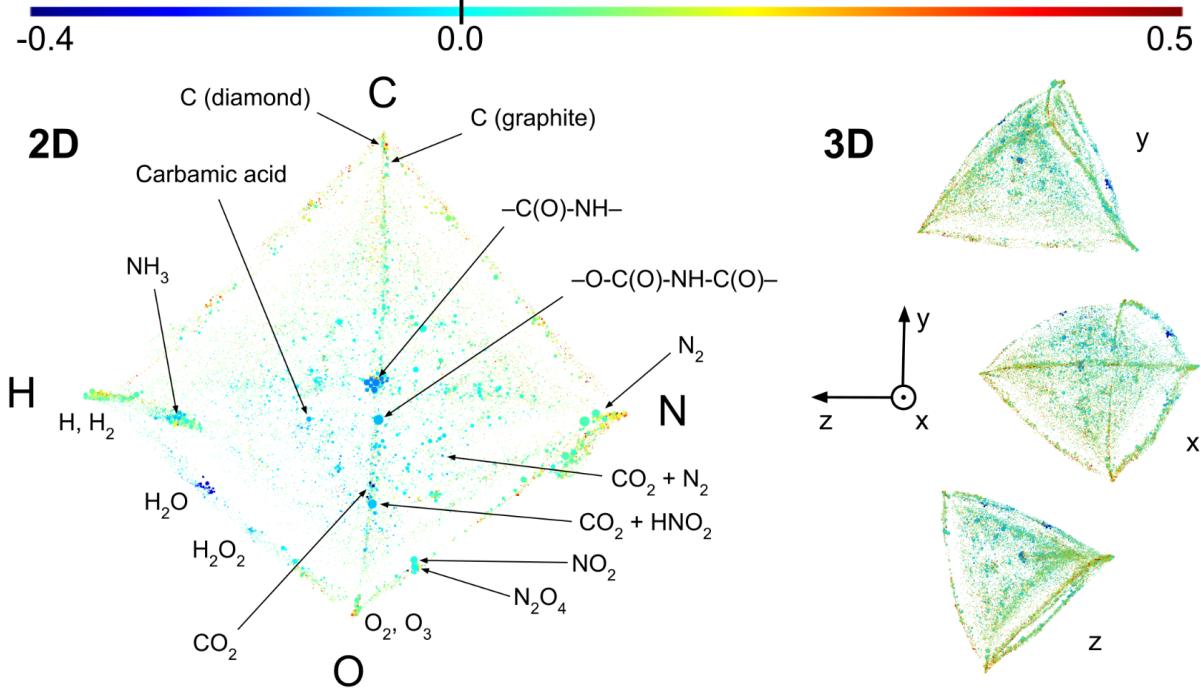 -0.4 0.0 0.5
2D
3D
C
C (diamond)
C (graphite)
Carbamic acid
–C(O)-NH–
NH₃
–O-C(O)-NH-C(O)–
N₂
H
N
H, H₂
H₂O
H₂O₂
CO₂ + N₂
CO₂ + HNO₂
NO₂
N₂O₄
O₂, O₃
CO₂
O
y
y
z
x
x
z